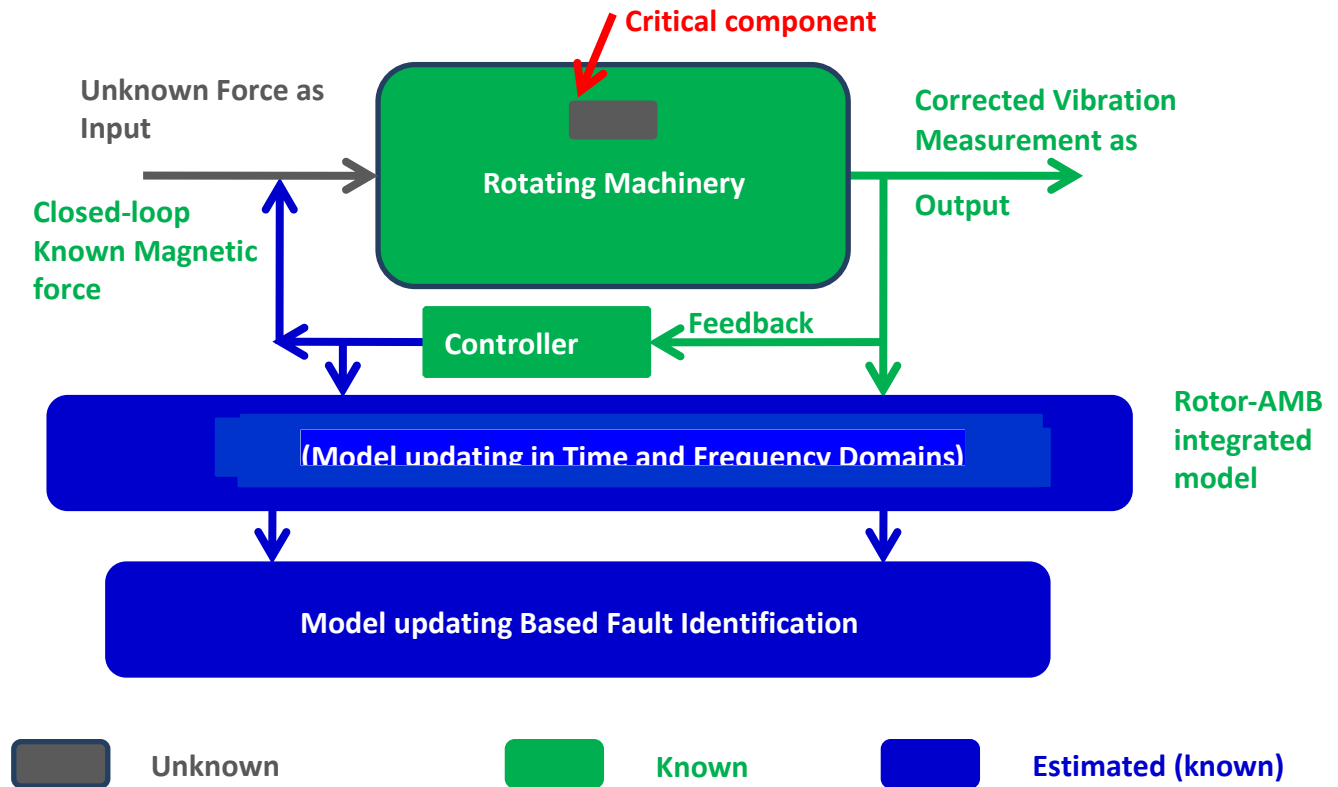 Critical component
Unknown Force as
Input
Corrected Vibration
Measurement as
Output
Rotating Machinery
Closed-loop
Known Magnetic
force
Feedback
Controller
(Model updating in Time and Frequency Domains)
Rotor-AMB
integrated
model
Model updating Based Fault Identification
Unknown
Known
Estimated (known)